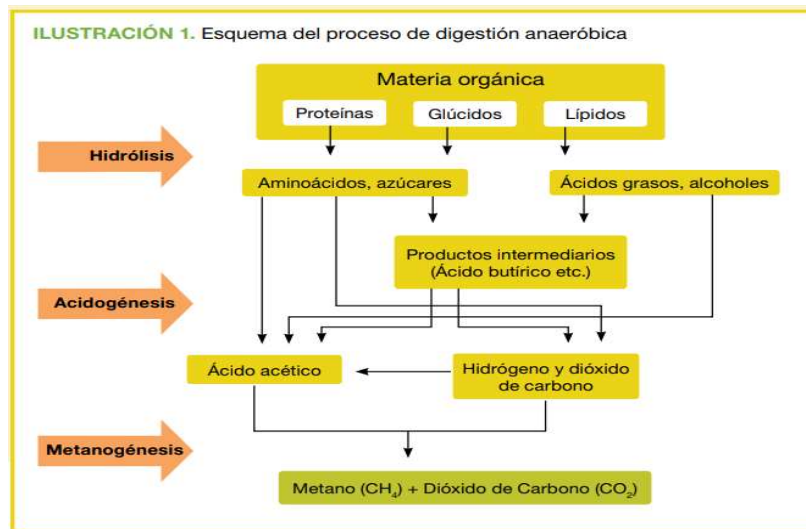 ILUSTRACIÓN 1. Esquema del proceso de digestión anaeróbica
Materia orgánica
Proteínas Glúcidos Lípidos
Hidrólisis
Aminoácidos, azúcares Ácidos grasos, alcoholes
Productos intermediarios
(Ácido butírico etc.)
Acidogénesis
Ácido acético
Hidrógeno y dióxido
de carbono
Metanogénesis
Metano (CH₄) + Dióxido de Carbono (CO₂)